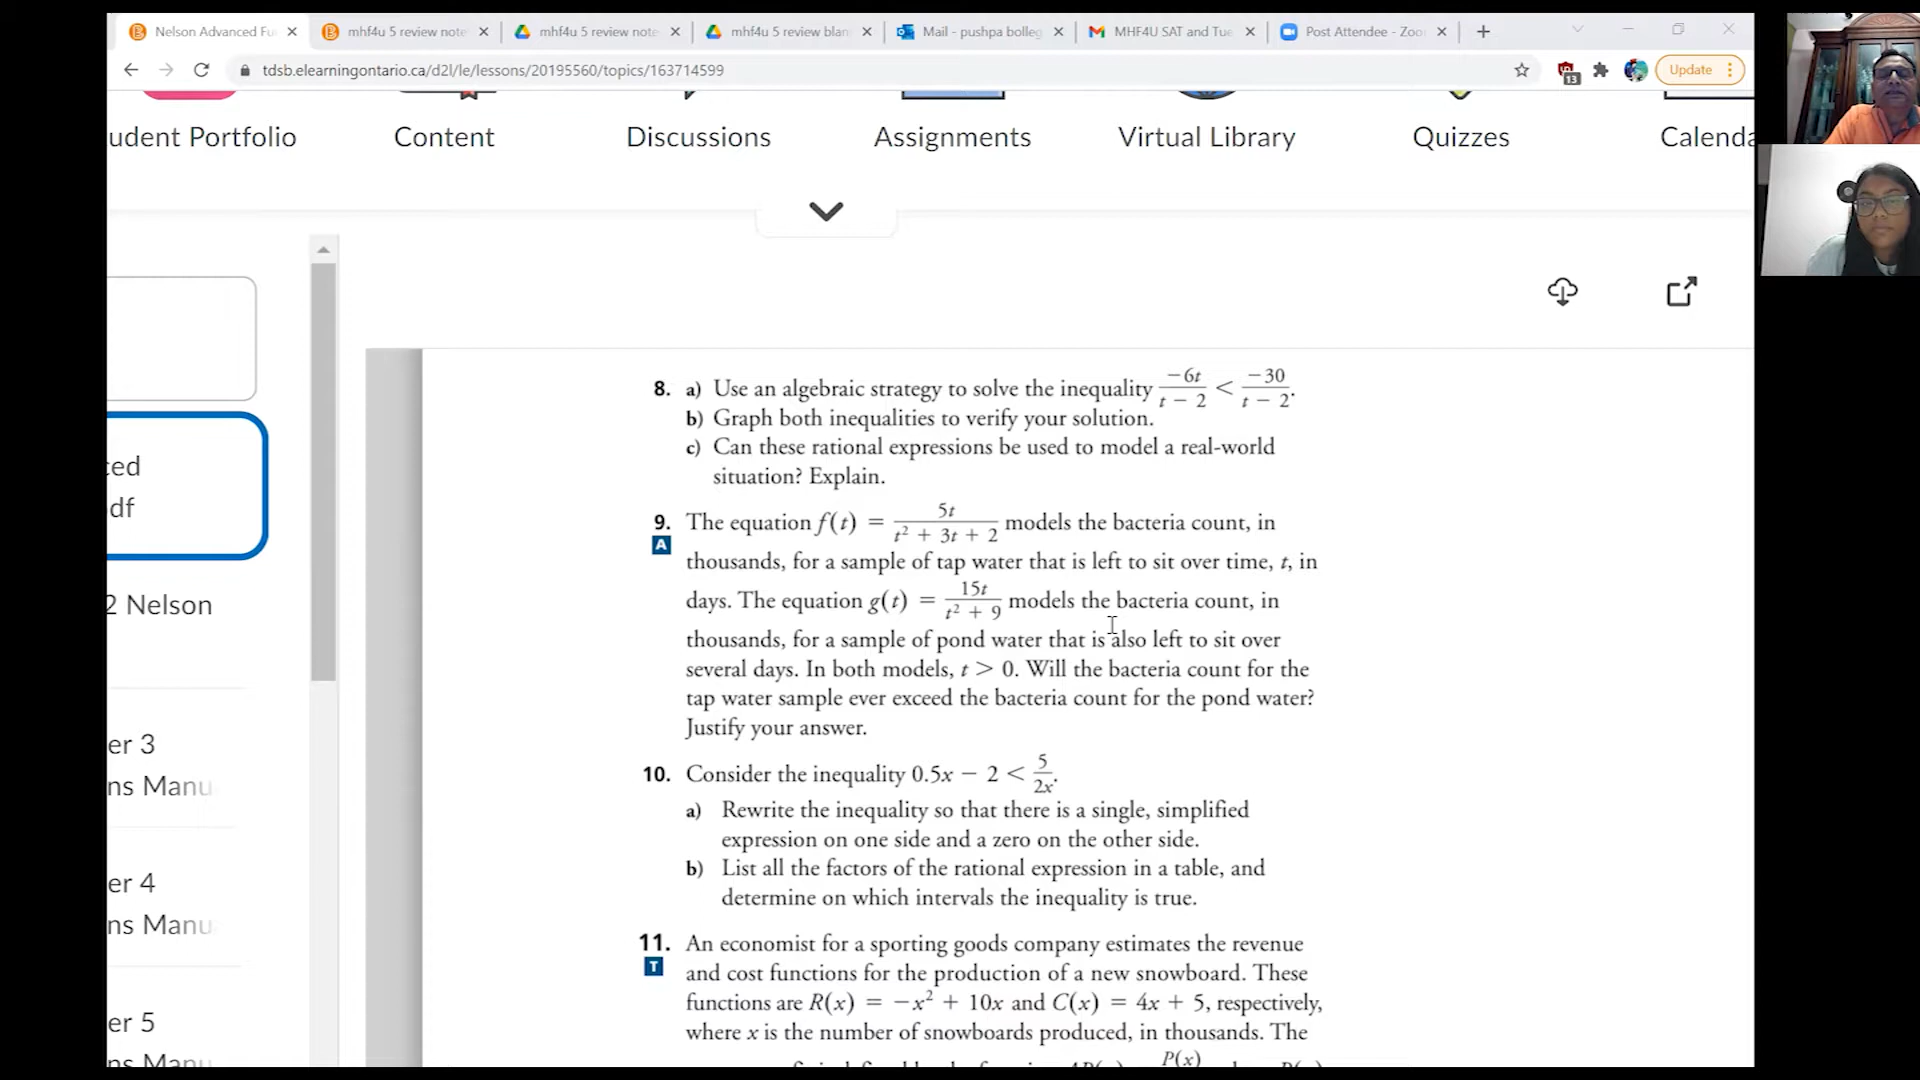 Nelson Advanced Fu
mhf4u 5 review note
mhf4u 5 review note
mhf4u 5 review blan
Mail - pushpa bolleg
MHF4U SAT and Tue
Post Attendee - Zoo
tdsb.elearningontario.ca/d2l/le/lessons/20195560/topics/163714599
13
Update
udent Portfolio
Content
Discussions
Assignments
Virtual Library
Quizzes
Calenda
ced
df
2 Nelson
er 3
ns Manu
er 4
ns Manu
er 5
ns Manu
8. a) Use an algebraic strategy to solve the inequality −6t/(t − 2) < −30/(t − 2).
b) Graph both inequalities to verify your solution.
c) Can these rational expressions be used to model a real-world
situation? Explain.
9. The equation f(t) = 5t/(t² + 3t + 2) models the bacteria count, in
A
thousands, for a sample of tap water that is left to sit over time, t, in
days. The equation g(t) = 15t/(t² + 9) models the bacteria count, in
thousands, for a sample of pond water that is also left to sit over
several days. In both models, t > 0. Will the bacteria count for the
tap water sample ever exceed the bacteria count for the pond water?
Justify your answer.
10. Consider the inequality 0.5x − 2 < 5/2x.
a) Rewrite the inequality so that there is a single, simplified
expression on one side and a zero on the other side.
b) List all the factors of the rational expression in a table, and
determine on which intervals the inequality is true.
11. An economist for a sporting goods company estimates the revenue
T
and cost functions for the production of a new snowboard. These
functions are R(x) = −x² + 10x and C(x) = 4x + 5, respectively,
where x is the number of snowboards produced, in thousands. The
P(x)